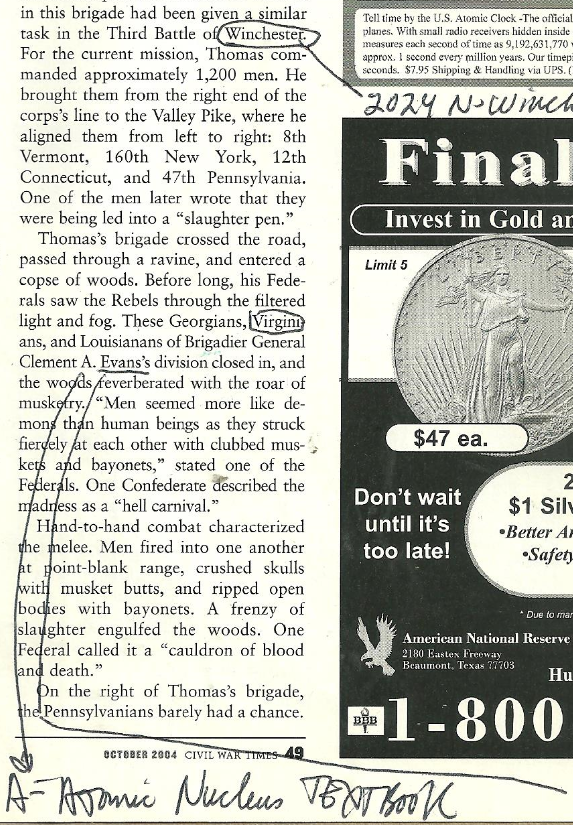 in this brigade had been given a similar
task in the Third Battle of Winchester.
For the current mission, Thomas com-
manded approximately 1,200 men. He
brought them from the right end of the
corps's line to the Valley Pike, where he
aligned them from left to right: 8th
Vermont, 160th New York, 12th
Connecticut, and 47th Pennsylvania.
One of the men later wrote that they
were being led into a “slaughter pen.”
Thomas's brigade crossed the road,
passed through a ravine, and entered a
copse of woods. Before long, his Fede-
rals saw the Rebels through the filtered
light and fog. These Georgians, Virgini
ans, and Louisianans of Brigadier General
Clement A. Evans's division closed in, and
the woods reverberated with the roar of
musketry. “Men seemed more like de-
mons than human beings as they struck
fiercely at each other with clubbed mus-
kets and bayonets,” stated one of the
Federals. One Confederate described the
madness as a “hell carnival.”
Hand-to-hand combat characterized
the melee. Men fired into one another
at point-blank range, crushed skulls
with musket butts, and ripped open
bodies with bayonets. A frenzy of
slaughter engulfed the woods. One
Federal called it a “cauldron of blood
and death.”
On the right of Thomas's brigade,
the Pennsylvanians barely had a chance.
OCTOBER 2004 CIVIL WAR TIMES 49
A- Atomic Nucleus TEXTBOOK
Tell time by the U.S. Atomic Clock -The official
planes. With small radio receivers hidden inside
measures each second of time as 9,192,631,770
approx. 1 second every million years. Our timepi
seconds. $7.95 Shipping & Handling via UPS. (
2024 N-Winch
Final
Invest in Gold an
Limit 5
LIBERTY
$47 ea.
Don't wait
until it's
too late!
2
$1 Silv
•Better An
•Safety
* Due to mar
American National Reserve
2180 Eastex Freeway
Beaumont, Texas 77703
Hu
BBB
1-800